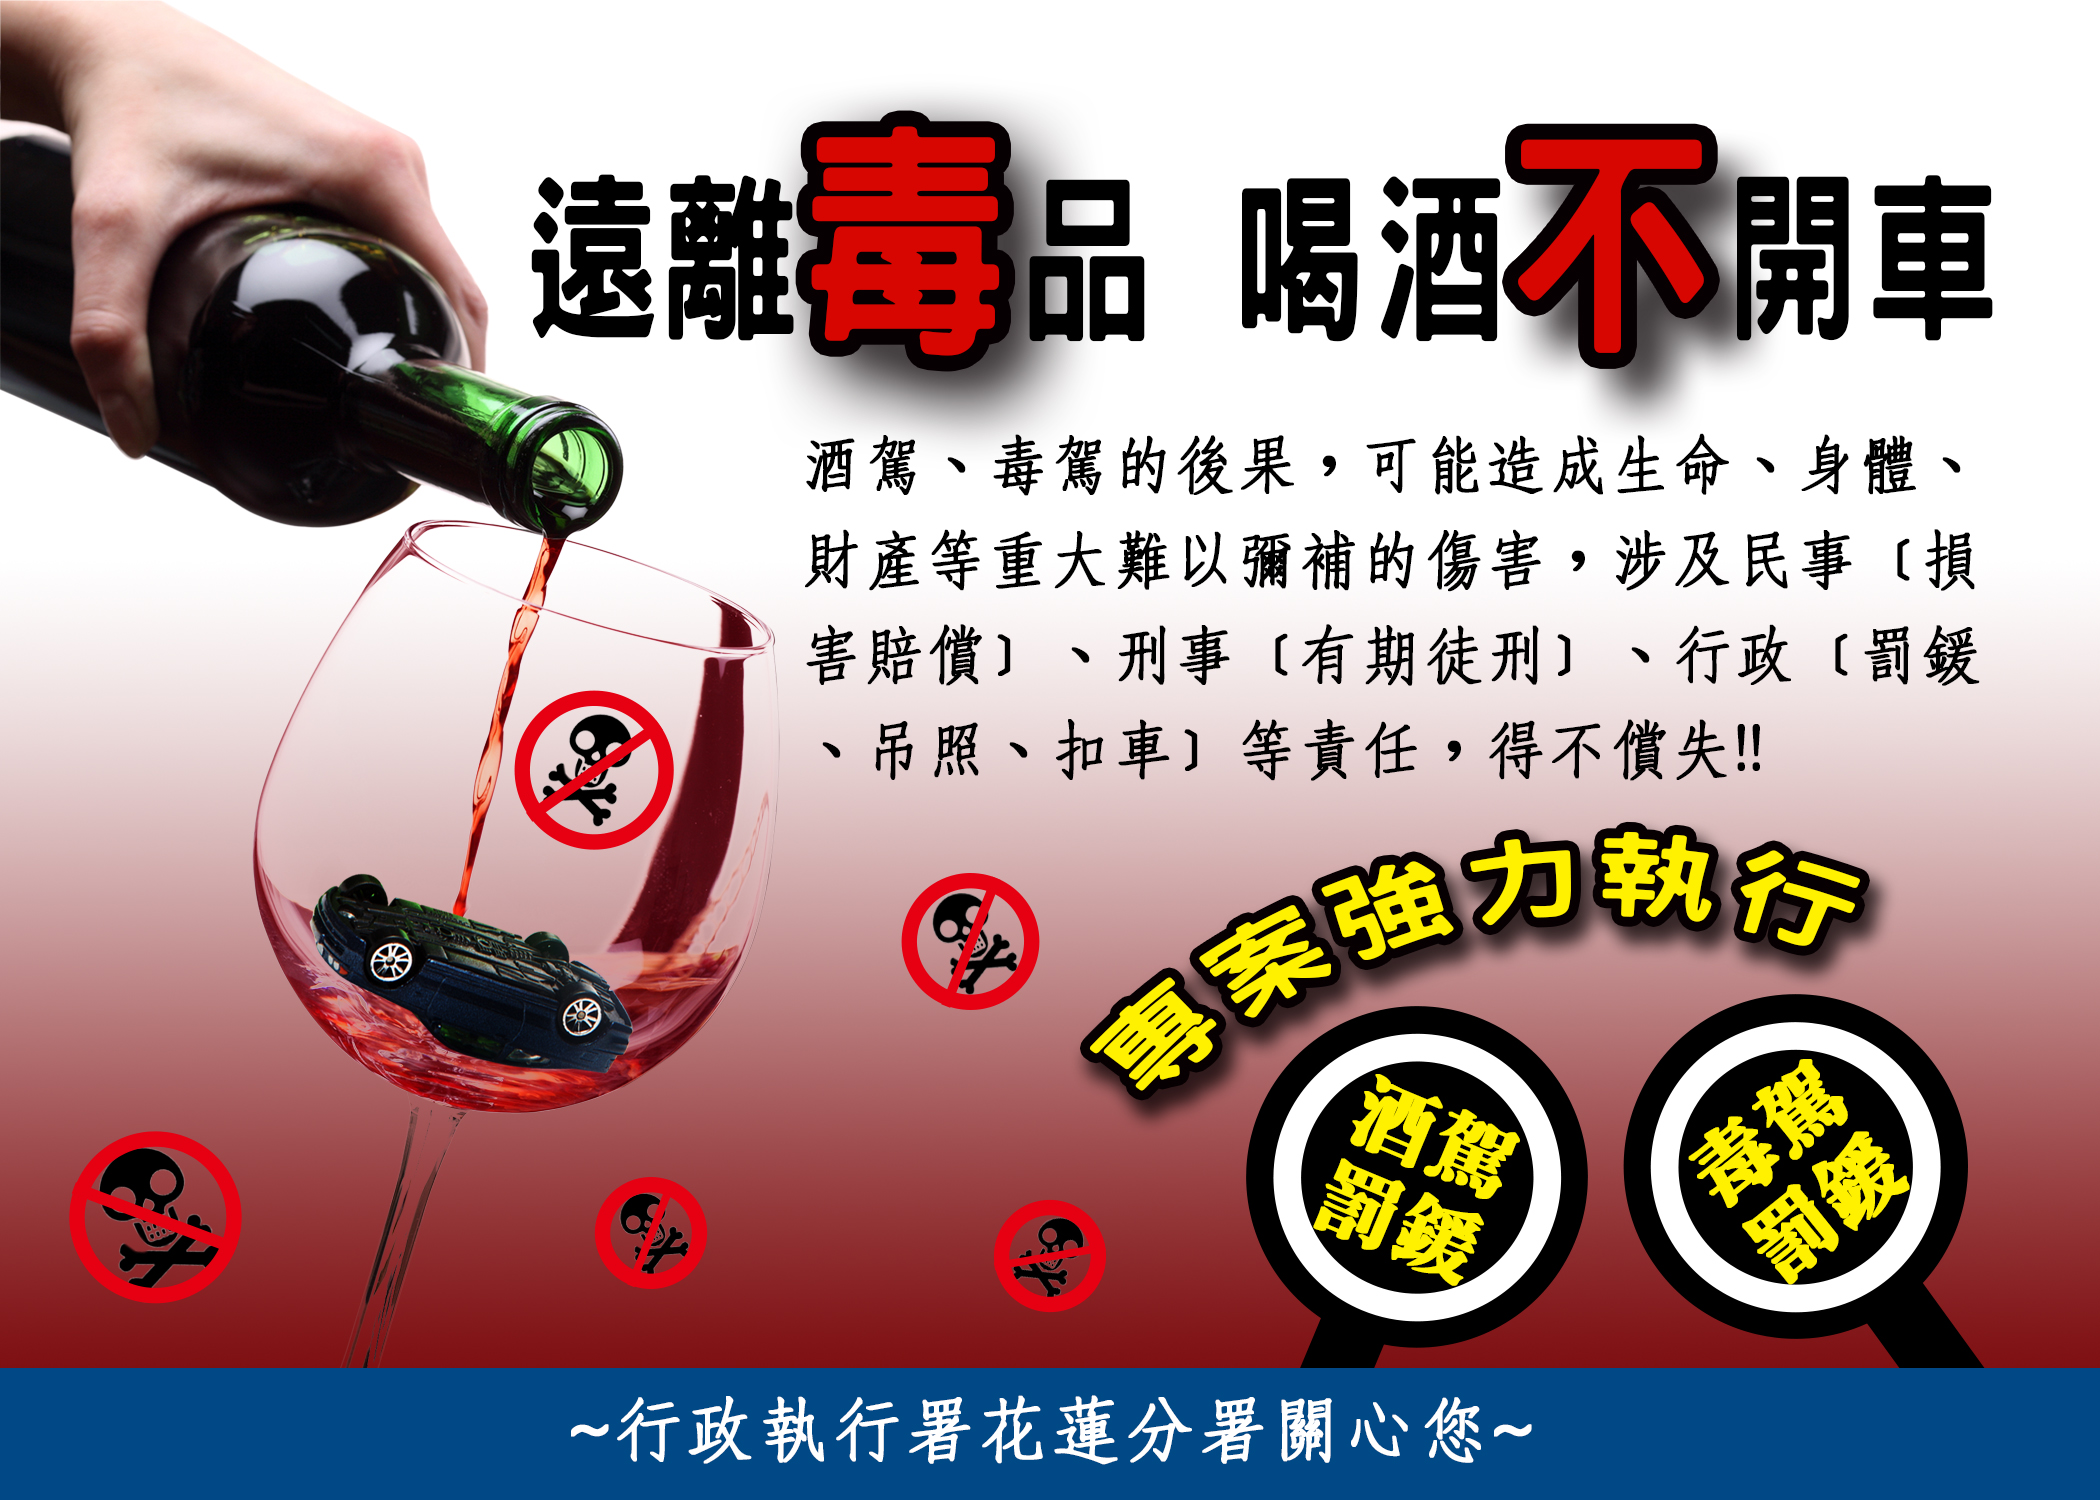 遠離毒品 喝酒不開車
酒駕、毒駕的後果，可能造成生命、身體、
財產等重大難以彌補的傷害，涉及民事〔損
害賠償〕、刑事〔有期徒刑〕、行政〔罰鍰
、吊照、扣車〕等責任，得不償失!!
專案強力執行
酒駕
罰鍰
毒駕
罰鍰
~行政執行署花蓮分署關心您~